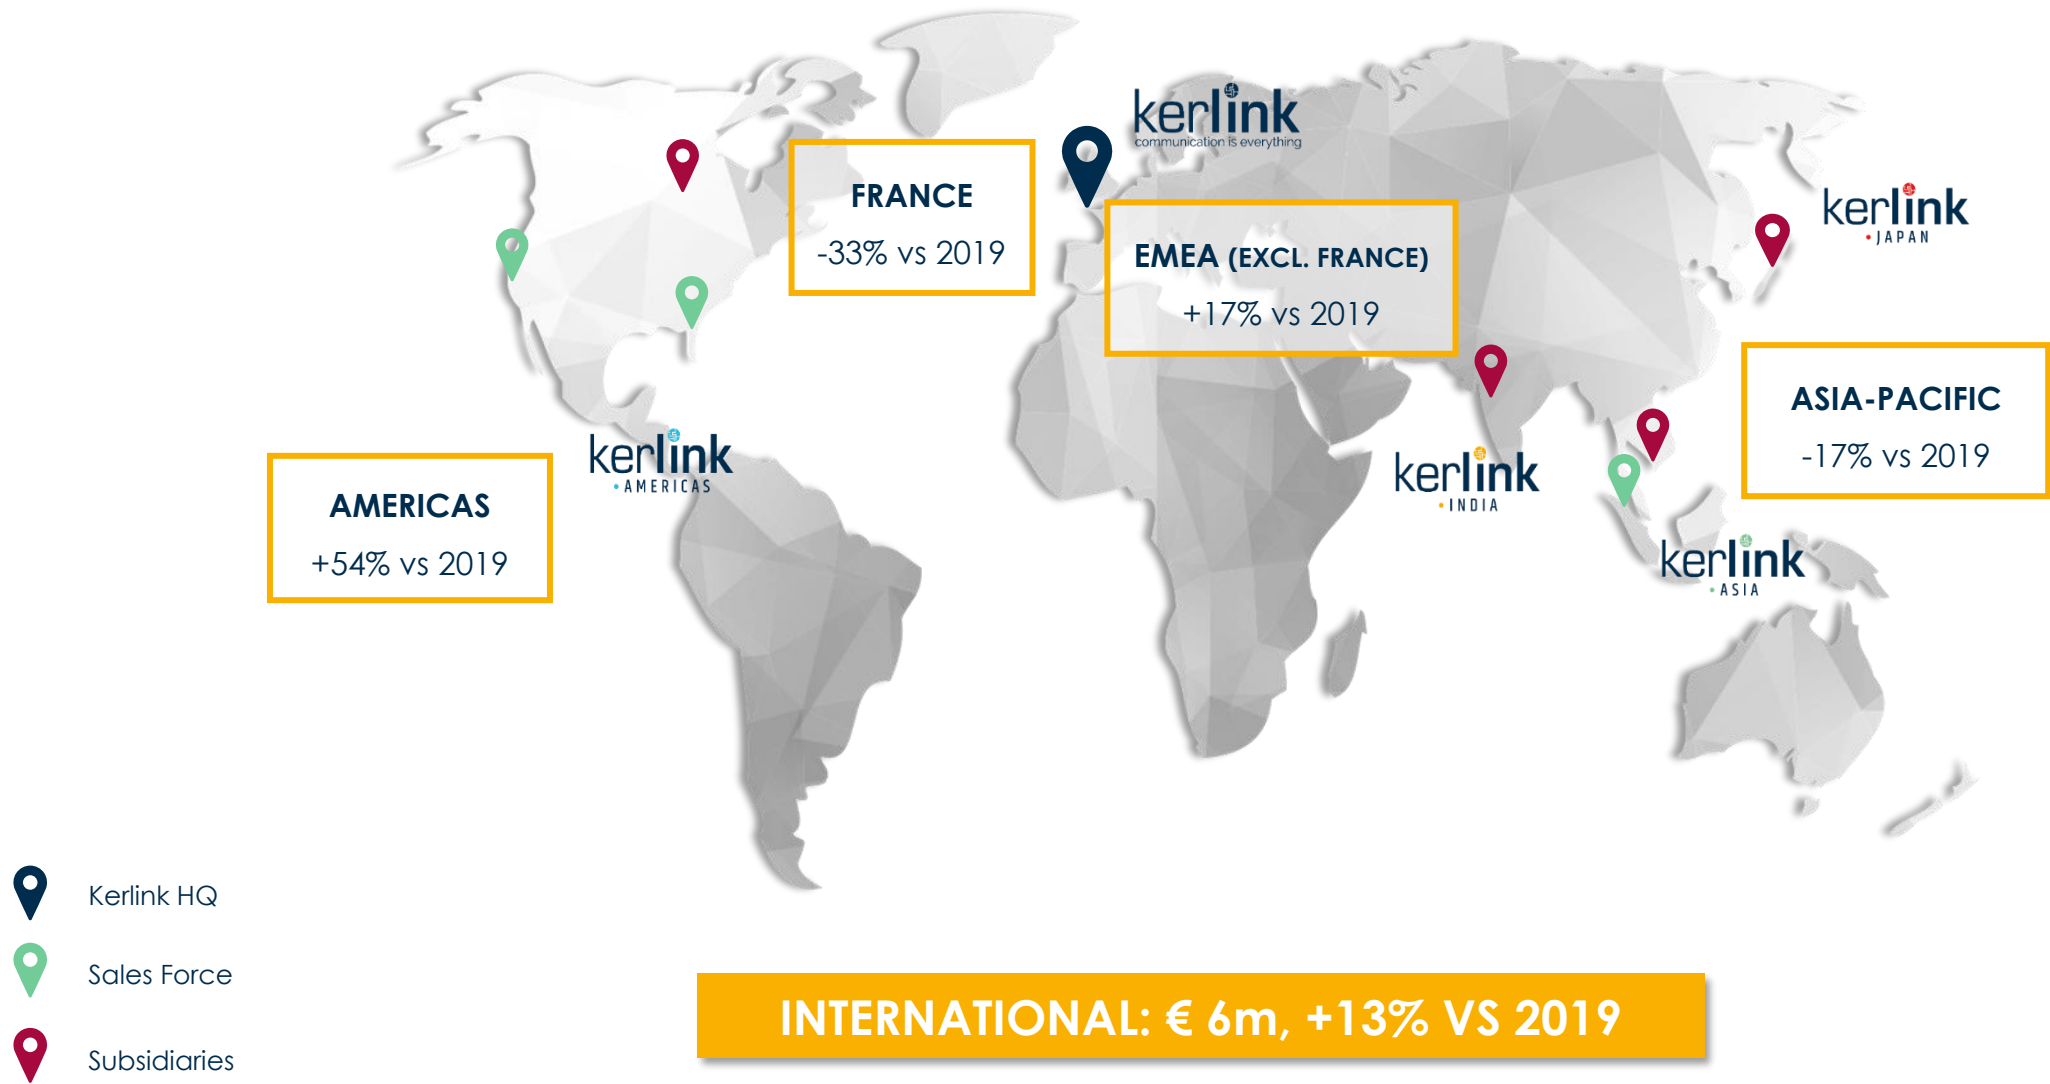 kerlink
communication is everything
FRANCE
-33% vs 2019
kerlink
• JAPAN
EMEA (EXCL. FRANCE)
+17% vs 2019
ASIA-PACIFIC
-17% vs 2019
kerlink
• AMERICAS
kerlink
• INDIA
AMERICAS
+54% vs 2019
kerlink
• ASIA
Kerlink HQ
Sales Force
Subsidiaries
INTERNATIONAL: € 6m, +13% VS 2019